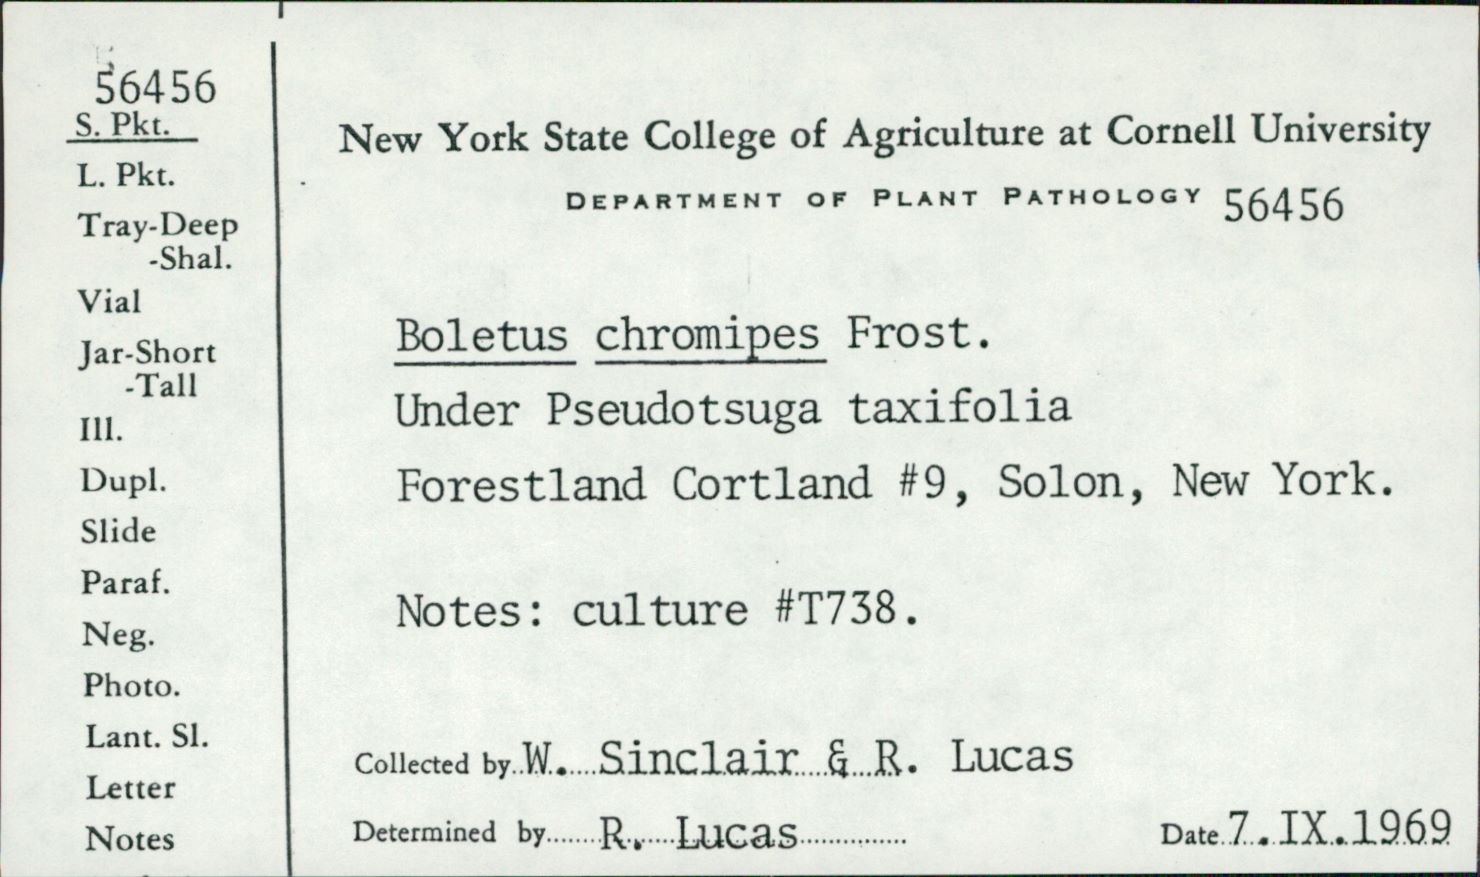 56456
S. Pkt.
L. Pkt.
Tray-Deep
-Shal.
Vial
Jar-Short
-Tall
Ill.
Dupl.
Slide
Paraf.
Neg.
Photo.
Lant. Sl.
Letter
Notes
New York State College of Agriculture at Cornell University
DEPARTMENT OF PLANT PATHOLOGY 56456
Boletus chromipes Frost.
Under Pseudotsuga taxifolia
Forestland Cortland #9, Solon, New York.
Notes: culture #T738.
Collected by W. Sinclair & R. Lucas
Determined by R. Lucas
Date 7.IX.1969